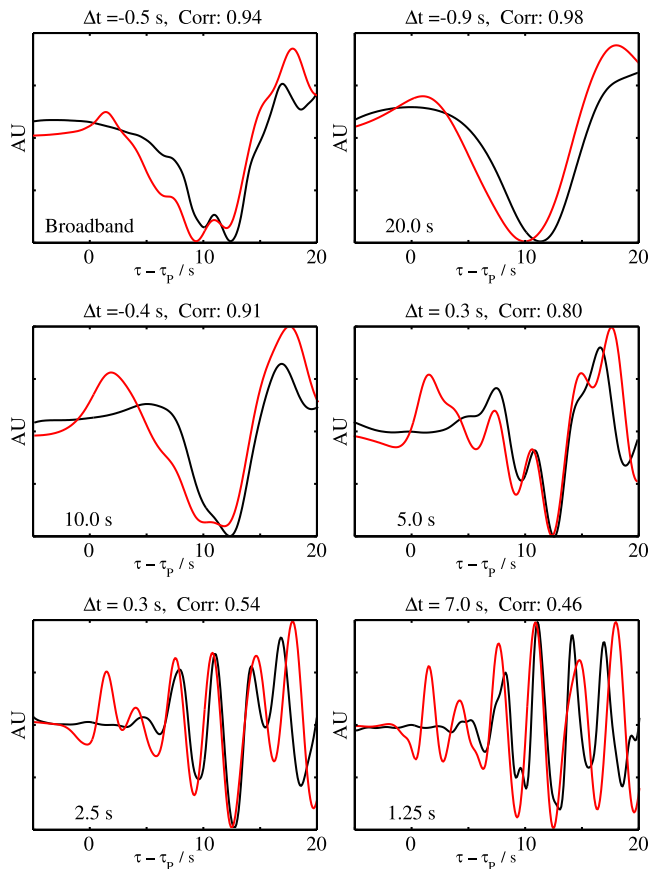 Δt =-0.5 s, Corr: 0.94
AU
Broadband
0 10 20
τ − τP / s
Δt =-0.9 s, Corr: 0.98
AU
20.0 s
0 10 20
τ − τP / s
Δt =-0.4 s, Corr: 0.91
AU
10.0 s
0 10 20
τ − τP / s
Δt = 0.3 s, Corr: 0.80
AU
5.0 s
0 10 20
τ − τP / s
Δt = 0.3 s, Corr: 0.54
AU
2.5 s
0 10 20
τ − τP / s
Δt = 7.0 s, Corr: 0.46
AU
1.25 s
0 10 20
τ − τP / s